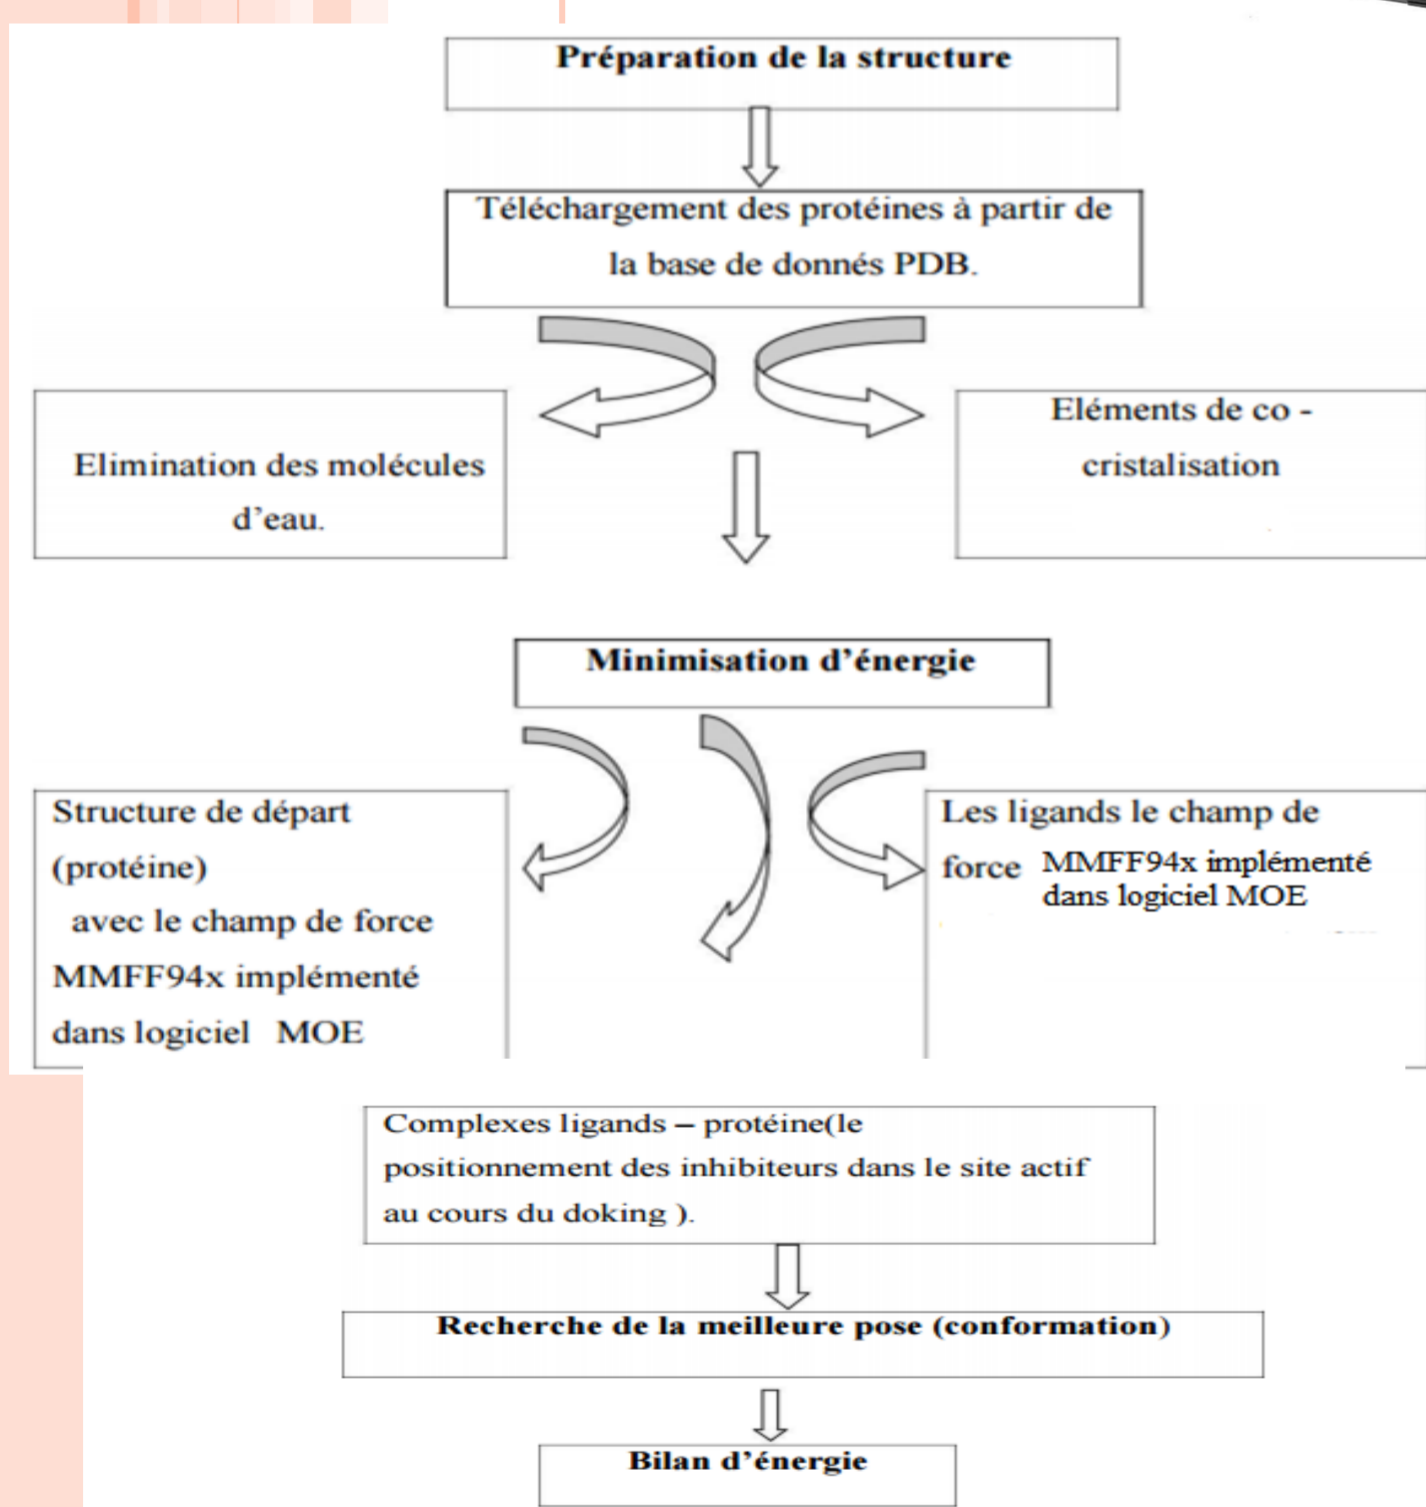 Préparation de la structure
Téléchargement des protéines à partir de
la base de donnés PDB.
Elimination des molécules
d'eau.
Eléments de co -
cristalisation
Minimisation d'énergie
Structure de départ
(protéine)
avec le champ de force
MMFF94x implémenté
dans logiciel MOE
Les ligands le champ de
force MMFF94x implémenté
dans logiciel MOE
Complexes ligands – protéine(le
positionnement des inhibiteurs dans le site actif
au cours du doking ).
Recherche de la meilleure pose (conformation)
Bilan d'énergie